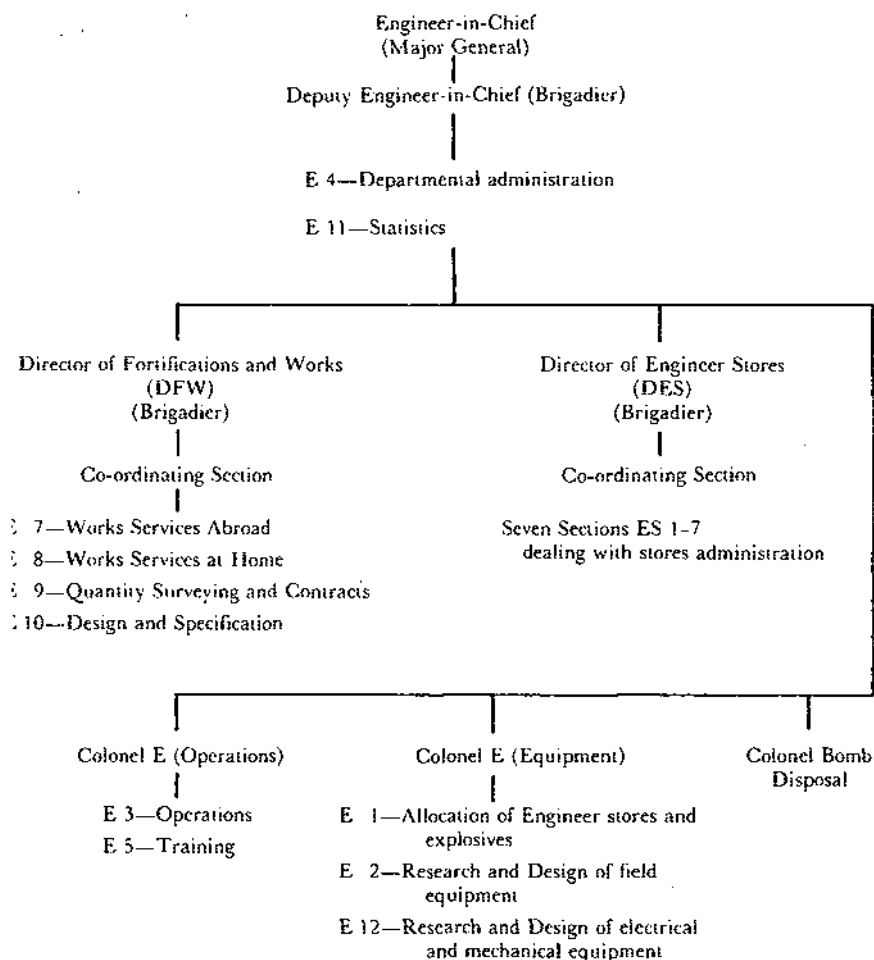 Engineer-in-Chief
(Major General)
Deputy Engineer-in-Chief (Brigadier)
E 4—Departmental administration
E 11—Statistics
Director of Fortifications and Works
(DFW)
(Brigadier)
Co-ordinating Section
E 7—Works Services Abroad
E 8—Works Services at Home
E 9—Quantity Surveying and Contracts
E 10—Design and Specification
Director of Engineer Stores
(DES)
(Brigadier)
Co-ordinating Section
Seven Sections ES 1-7
dealing with stores administration
Colonel E (Operations)
E 3—Operations
E 5—Training
Colonel E (Equipment)
E 1—Allocation of Engineer stores and
explosives
E 2—Research and Design of field
equipment
E 12—Research and Design of electrical
and mechanical equipment
Colonel Bomb
Disposal